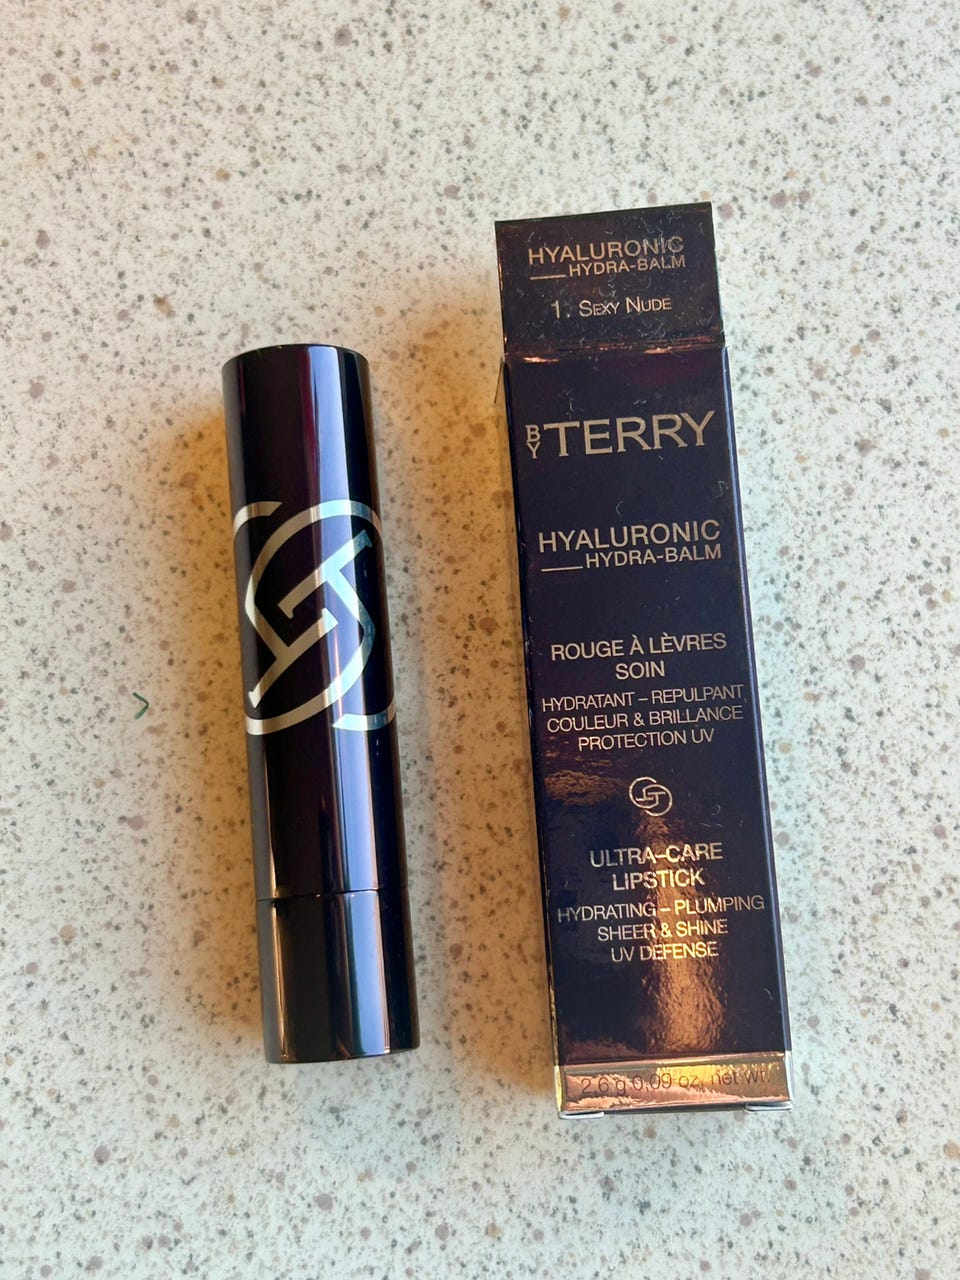 HYALURONIC
HYDRA-BALM
1. SEXY NUDE
BY TERRY
HYALURONIC
HYDRA-BALM
ROUGE À LÈVRES
SOIN
HYDRATANT – REPULPANT
COULEUR & BRILLANCE
PROTECTION UV
ULTRA-CARE
LIPSTICK
HYDRATING – PLUMPING
SHEER & SHINE
UV DEFENSE
2.6 g 0.09 oz. net wt.